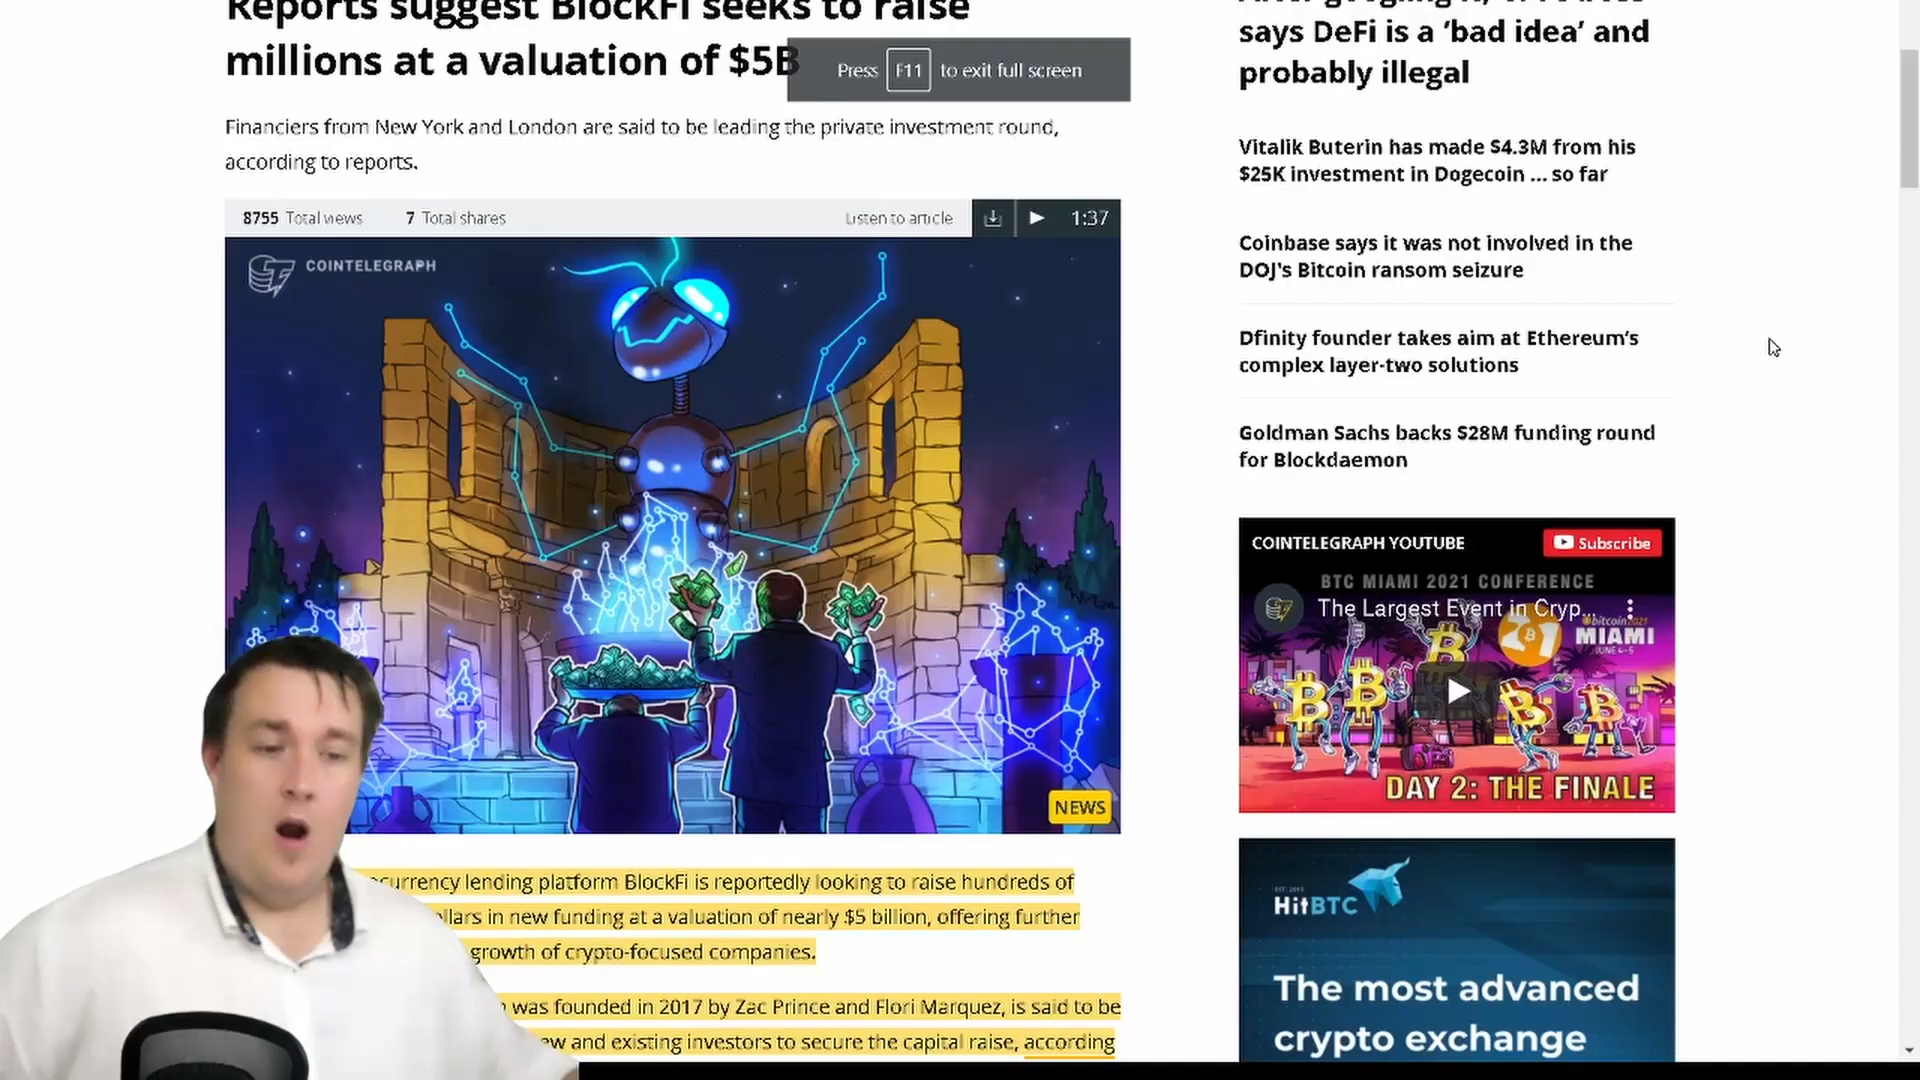 Reports suggest BlockFi seeks to raise
millions at a valuation of $5B
Press F11 to exit full screen
Financiers from New York and London are said to be leading the private investment round,
according to reports.
8755 Total views 7 Total shares Listen to article 1:37
COINTELEGRAPH
NEWS
currency lending platform BlockFi is reportedly looking to raise hundreds of
llars in new funding at a valuation of nearly $5 billion, offering further
growth of crypto-focused companies.
was founded in 2017 by Zac Prince and Flori Marquez, is said to be
ew and existing investors to secure the capital raise, according
says DeFi is a ‘bad idea’ and
probably illegal
Vitalik Buterin has made $4.3M from his
$25K investment in Dogecoin ... so far
Coinbase says it was not involved in the
DOJ's Bitcoin ransom seizure
Dfinity founder takes aim at Ethereum’s
complex layer-two solutions
Goldman Sachs backs $28M funding round
for Blockdaemon
COINTELEGRAPH YOUTUBE Subscribe
BTC MIAMI 2021 CONFERENCE
The Largest Event in Cryp...
bitcoin2021
MIAMI
JUNE 4-5
DAY 2: THE FINALE
HitBTC
The most advanced
crypto exchange